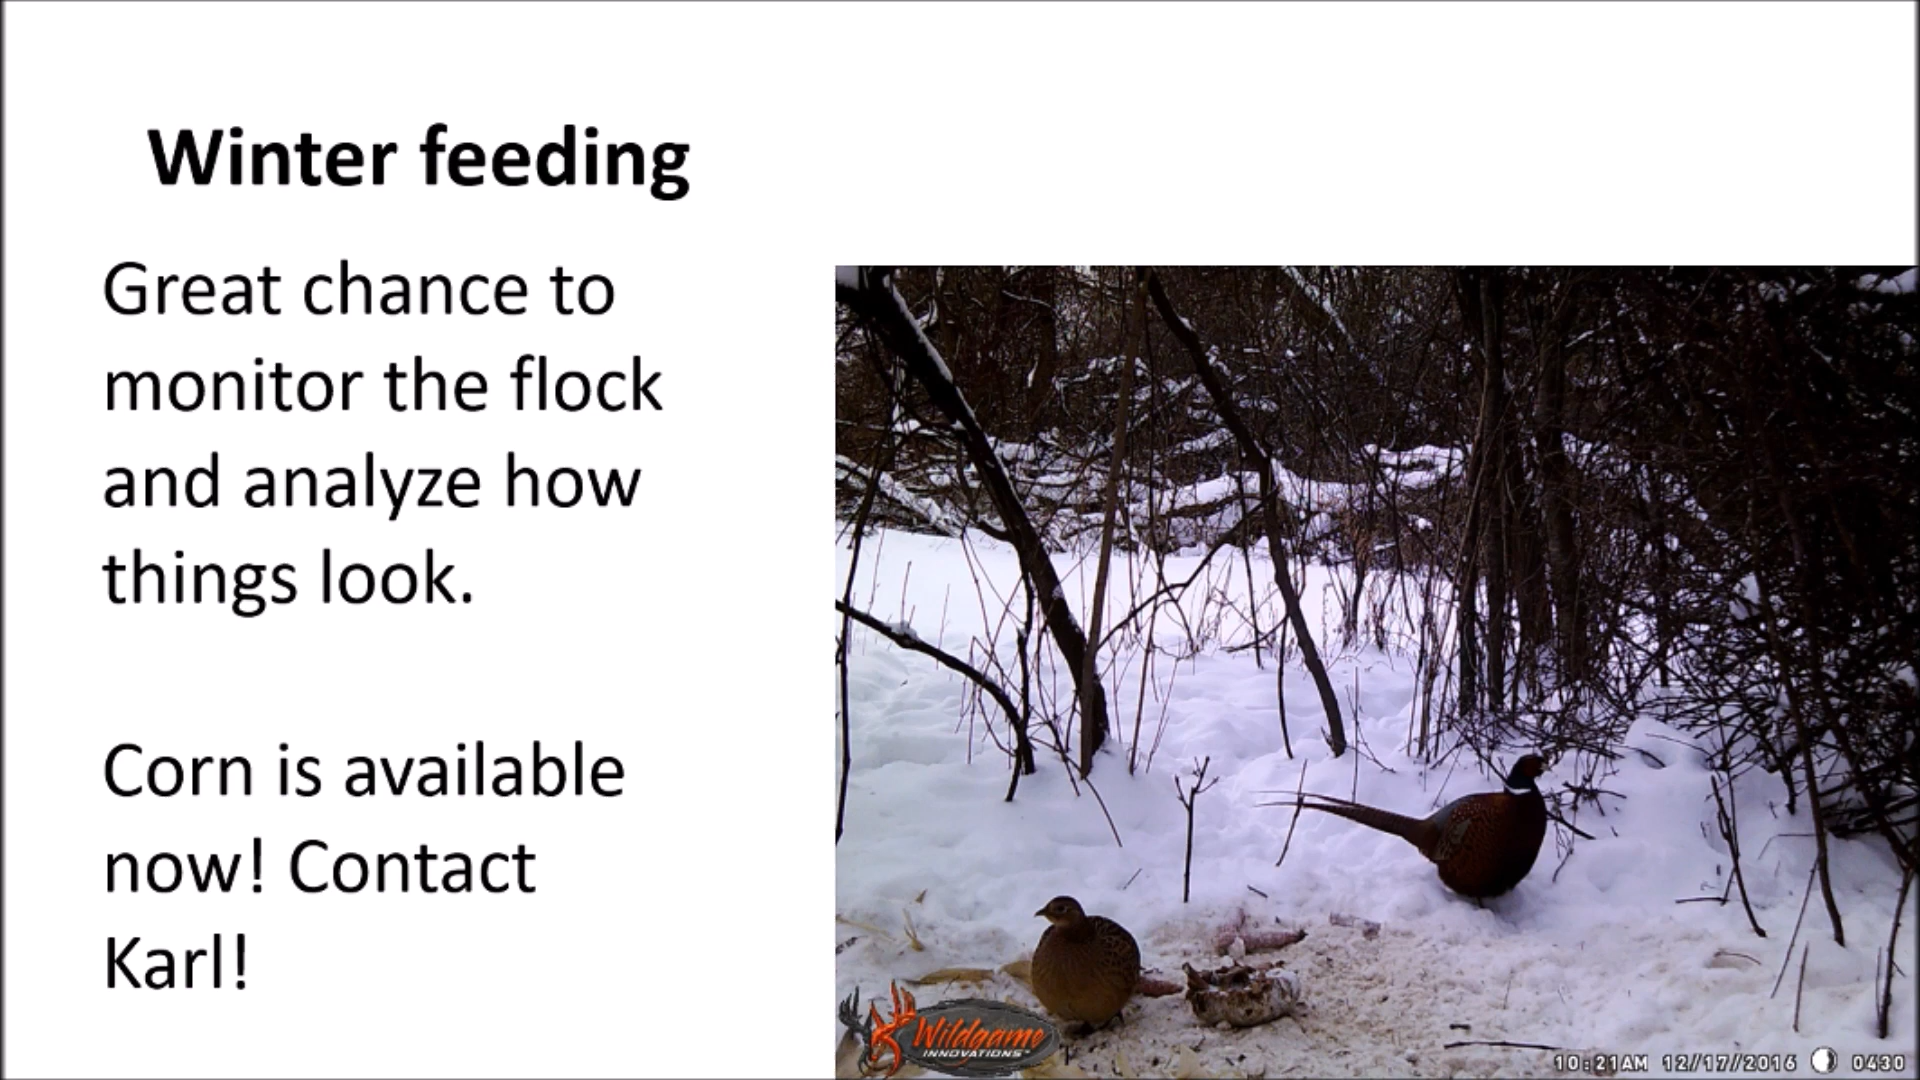 Winter feeding
Great chance to
monitor the flock
and analyze how
things look.
Corn is available
now! Contact
Karl!
Wildgame
INNOVATIONS™
10:21AM 12/17/2016 0430